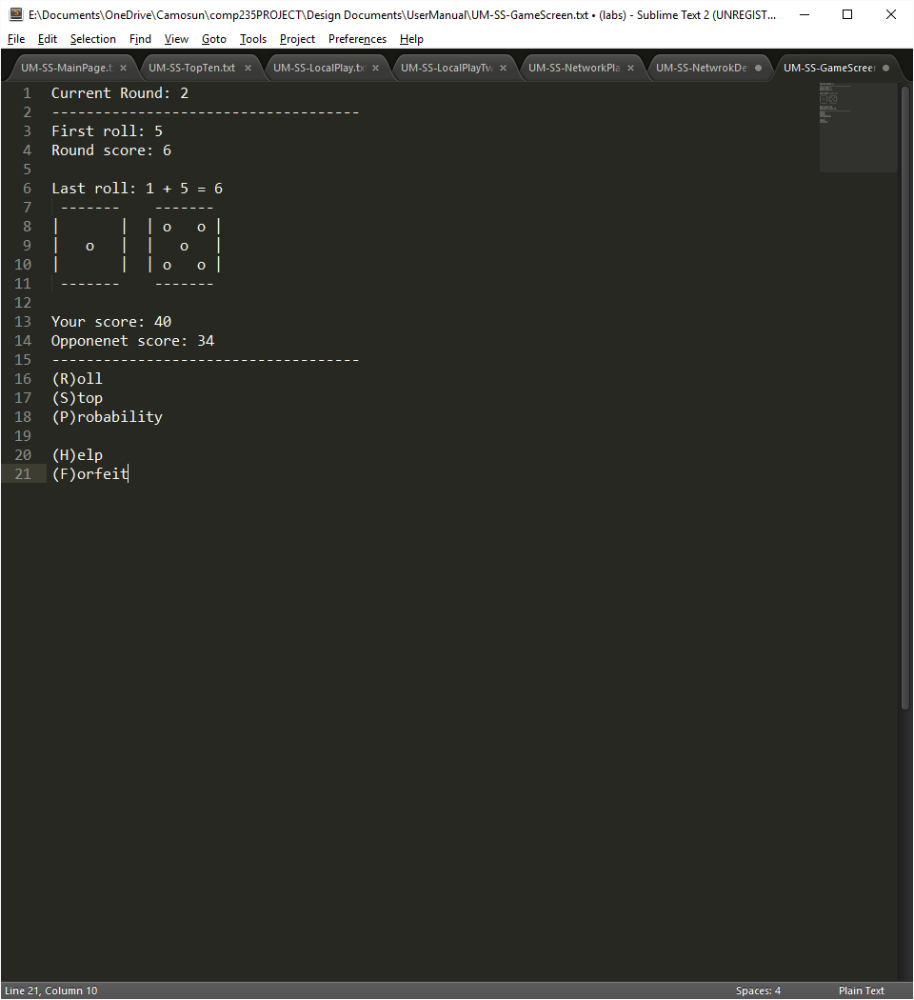 E:\Documents\OneDrive\Camosun\comp235PROJECT\Design Documents\UserManual\UM-SS-GameScreen.txt • (labs) - Sublime Text 2 (UNREGIST...
File Edit Selection Find View Goto Tools Project Preferences Help
UM-SS-MainPage.t × UM-SS-TopTen.txt × UM-SS-LocalPlay.tx × UM-SS-LocalPlayTw × UM-SS-NetworkPla × UM-SS-NetwrokDe • UM-SS-GameScreer •
1 Current Round: 2
2 ------------------------------------
3 First roll: 5
4 Round score: 6
5
6 Last roll: 1 + 5 = 6
7  -------    -------
8 |       |  | o   o |
9 |   o   |  |   o   |
10 |       |  | o   o |
11  -------    -------
12
13 Your score: 40
14 Opponenet score: 34
15 ------------------------------------
16 (R)oll
17 (S)top
18 (P)robability
19
20 (H)elp
21 (F)orfeit
Line 21, Column 10 Spaces: 4 Plain Text